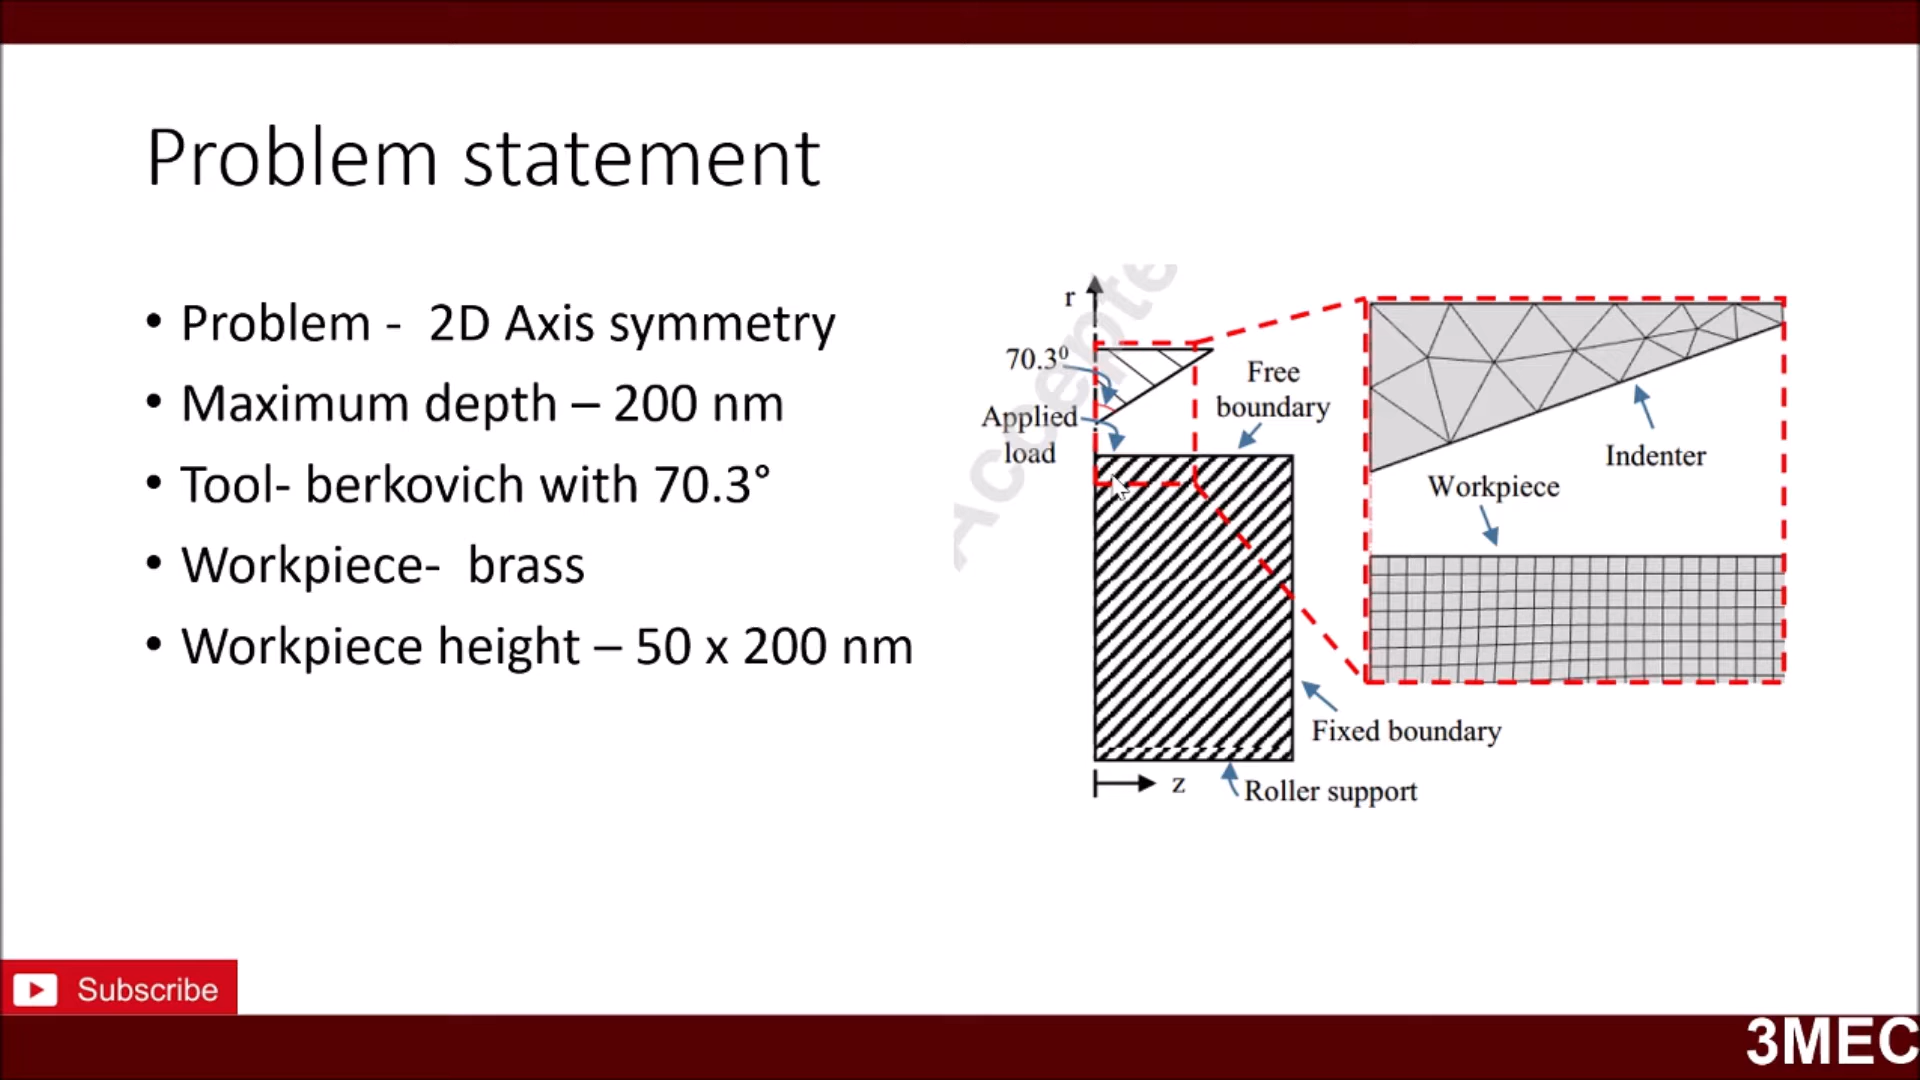 Problem statement
• Problem - 2D Axis symmetry
• Maximum depth – 200 nm
• Tool- berkovich with 70.3°
• Workpiece- brass
• Workpiece height – 50 x 200 nm
r
70.3⁰
Applied
load
Free
boundary
Indenter
Workpiece
Fixed boundary
z
Roller support
Accepte
Subscribe
3MEC